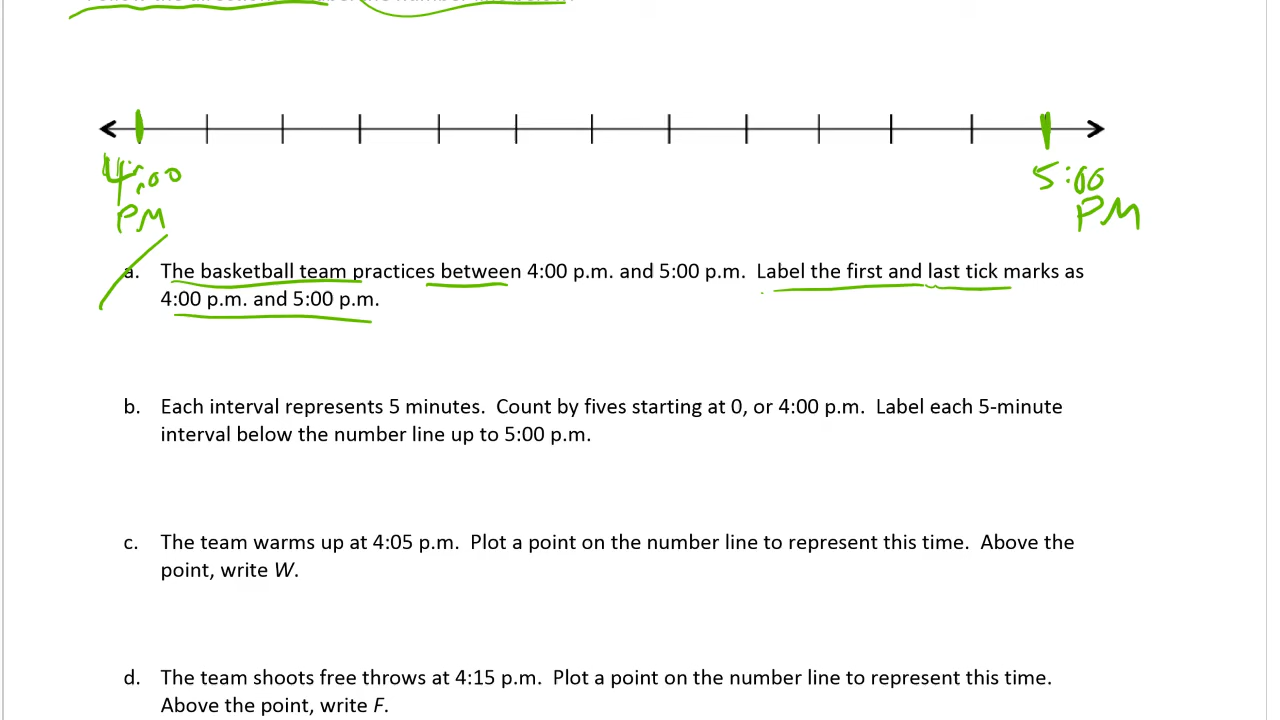 4:00
PM
5:00
PM
a. The basketball team practices between 4:00 p.m. and 5:00 p.m. Label the first and last tick marks as
4:00 p.m. and 5:00 p.m.
b. Each interval represents 5 minutes. Count by fives starting at 0, or 4:00 p.m. Label each 5-minute
interval below the number line up to 5:00 p.m.
c. The team warms up at 4:05 p.m. Plot a point on the number line to represent this time. Above the
point, write W.
d. The team shoots free throws at 4:15 p.m. Plot a point on the number line to represent this time.
Above the point, write F.